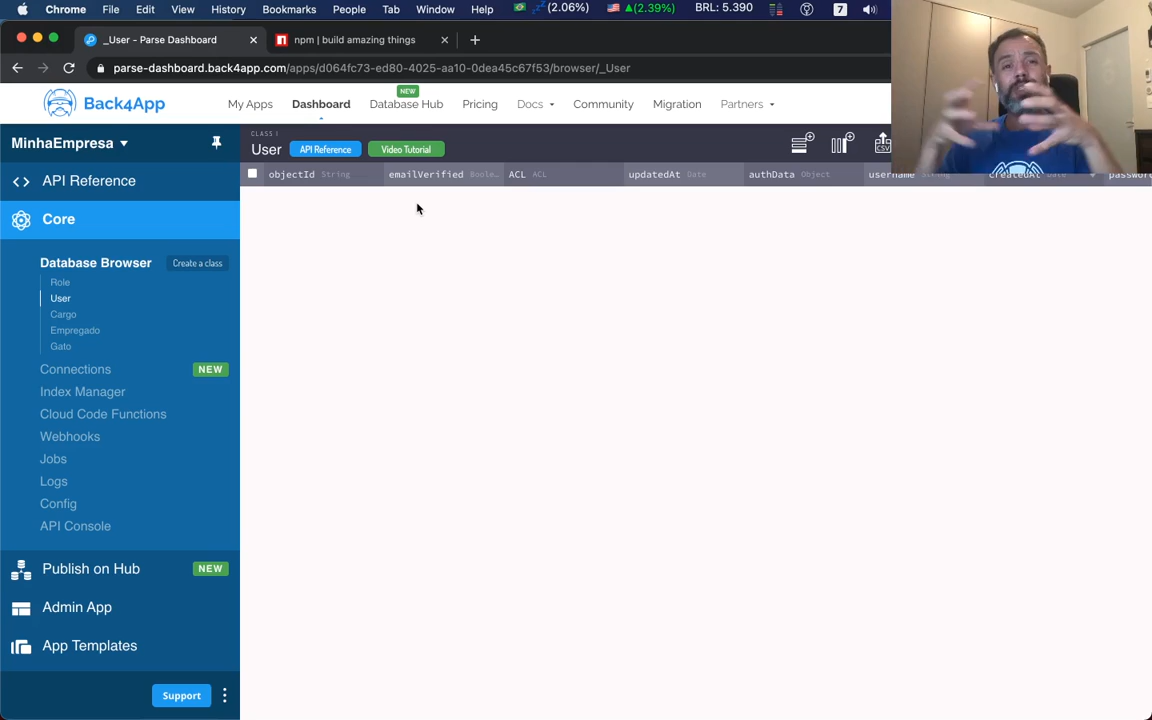 Chrome File Edit View History Bookmarks People Tab Window Help (2.06%) (2.39%) BRL: 5.390 7
_User - Parse Dashboard npm | build amazing things
parse-dashboard.back4app.com/apps/d064fc73-ed80-4025-aa10-0dea45c67f53/browser/_User
NEW
Back4App My Apps Dashboard Database Hub Pricing Docs Community Migration Partners
MinhaEmpresa
CLASS
User API Reference Video Tutorial CSV
objectId String emailVerified Boole... ACL ACL updatedAt Date authData Object username String createdAt Date
API Reference
Core
Database Browser Create a class
Role
User
Cargo
Empregado
Gato
Connections NEW
Index Manager
Cloud Code Functions
Webhooks
Jobs
Logs
Config
API Console
Publish on Hub NEW
Admin App
App Templates
Support